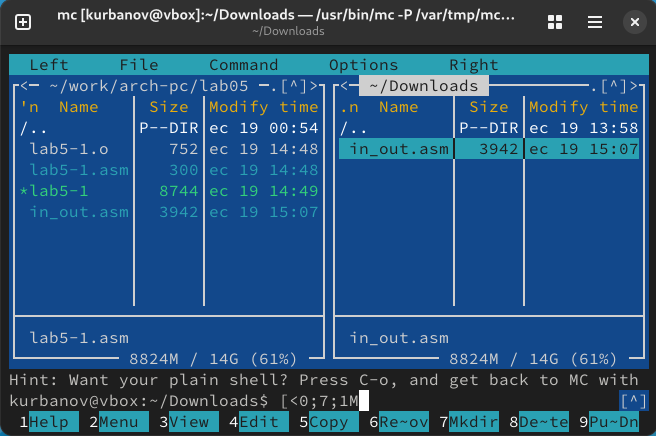 mc [kurbanov@vbox]:~/Downloads — /usr/bin/mc -P /var/tmp/mc…
~/Downloads
Left File Command Options Right
<— ~/work/arch-pc/lab05 —.[^]> <— ~/Downloads —.[^]>
'n Name Size Modify time .n Name Size Modify time
/.. P--DIR ec 19 00:54 /.. P--DIR ec 19 13:58
lab5-1.o 752 ec 19 14:48 in_out.asm 3942 ec 19 15:07
lab5-1.asm 300 ec 19 14:48
*lab5-1 8744 ec 19 14:49
in_out.asm 3942 ec 19 15:07
lab5-1.asm in_out.asm
8824M / 14G (61%) 8824M / 14G (61%)
Hint: Want your plain shell? Press C-o, and get back to MC with
kurbanov@vbox:~/Downloads$ [<0;7;1M [^]
1Help 2Menu 3View 4Edit 5Copy 6Re~ov 7Mkdir 8De~te 9Pu~Dn